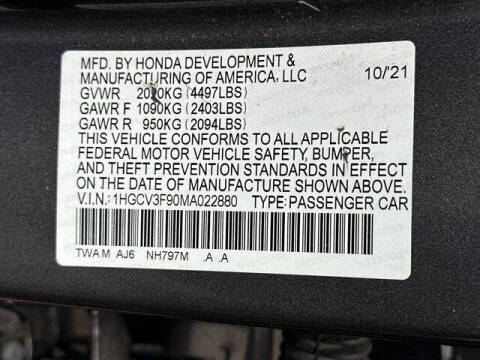 MFD. BY HONDA DEVELOPMENT &
MANUFACTURING OF AMERICA, LLC 10/'21
GVWR 2040KG (4497LBS)
GAWR F 1090KG (2403LBS)
GAWR R 950KG (2094LBS)
THIS VEHICLE CONFORMS TO ALL APPLICABLE
FEDERAL MOTOR VEHICLE SAFETY, BUMPER,
AND THEFT PREVENTION STANDARDS IN EFFECT
ON THE DATE OF MANUFACTURE SHOWN ABOVE.
V.I.N.: 1HGCV3F90MA022880 TYPE:PASSENGER CAR
TWA M AJ6 NH797M .A .A